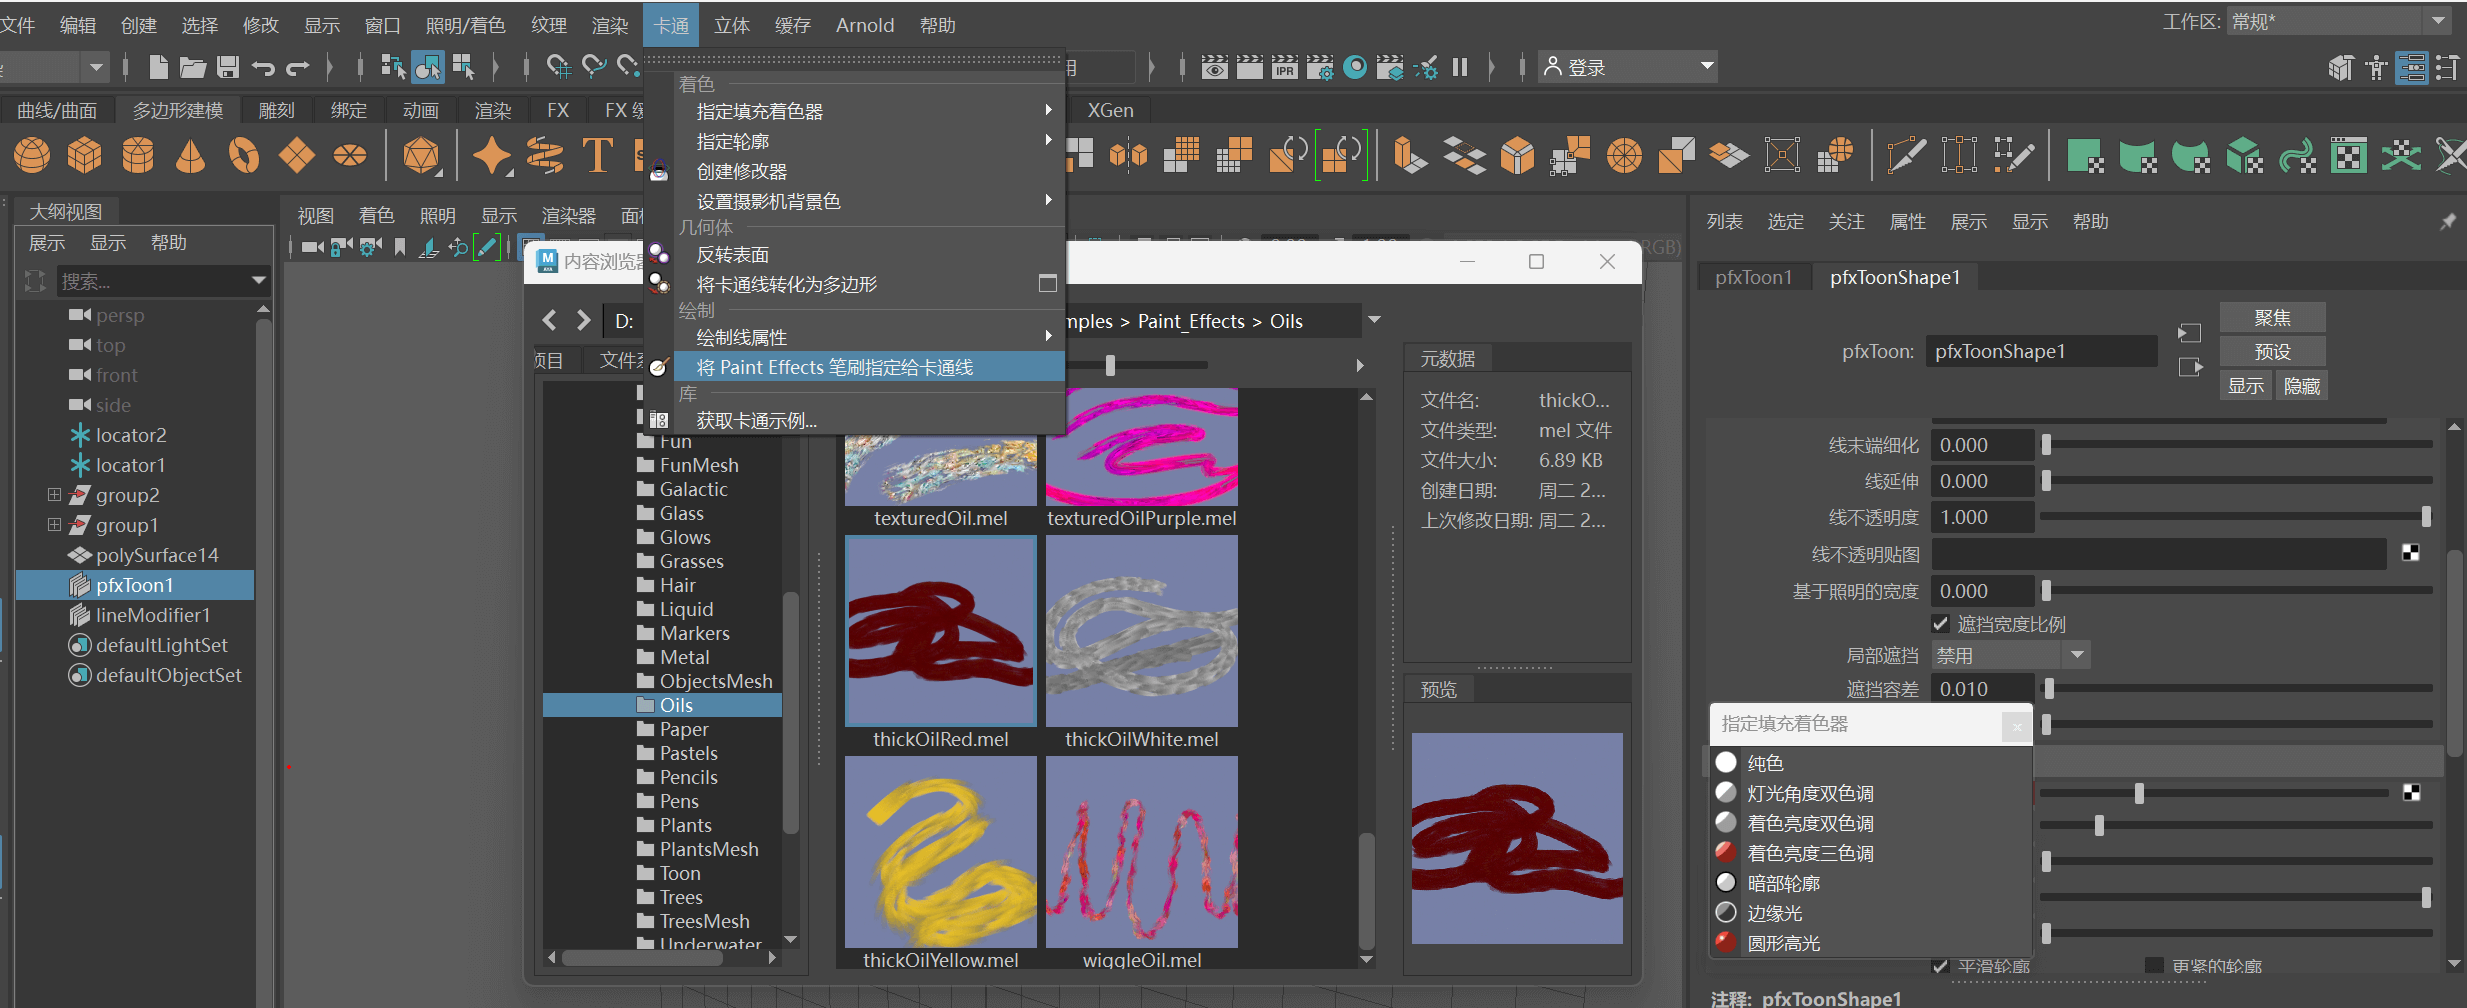 文件 编辑 创建 选择 修改 显示 窗口 照明/着色 纹理 渲染 卡通 立体 缓存 Arnold 帮助
工作区: 常规*
IPR
登录
曲线/曲面 多边形建模 雕刻 绑定 动画 渲染 FX FX XGen
T
着色
指定填充着色器
指定轮廓
创建修改器
设置摄影机背景色
几何体
反转表面
将卡通线转化为多边形
绘制
绘制线属性
将 Paint Effects 笔刷指定给卡通线
库
获取卡通示例...
大纲视图
展示 显示 帮助
搜索...
persp
top
front
side
locator2
locator1
group2
group1
polySurface14
pfxToon1
lineModifier1
defaultLightSet
defaultObjectSet
视图 着色 照明 显示 渲染器
RGB)
M
内容浏览器
D:
mples > Paint_Effects > Oils
项目 文件系
Fun
FunMesh
Galactic
Glass
Glows
Grasses
Hair
Liquid
Markers
Metal
ObjectsMesh
Oils
Paper
Pastels
Pencils
Pens
Plants
PlantsMesh
Toon
Trees
TreesMesh
Underwater
texturedOil.mel texturedOilPurple.mel
thickOilRed.mel thickOilWhite.mel
thickOilYellow.mel wiggleOil.mel
元数据
文件名: thickO...
文件类型: mel 文件
文件大小: 6.89 KB
创建日期: 周二 2...
上次修改日期: 周二 2...
预览
列表 选定 关注 属性 展示 显示 帮助
pfxToon1 pfxToonShape1
pfxToon: pfxToonShape1
聚焦
预设
显示 隐藏
线末端细化 0.000
线延伸 0.000
线不透明度 1.000
线不透明贴图
基于照明的宽度 0.000
遮挡宽度比例
局部遮挡 禁用
遮挡容差 0.010
指定填充着色器
纯色
灯光角度双色调
着色亮度双色调
着色亮度三色调
暗部轮廓
边缘光
圆形高光
平滑轮廓 更紧的轮廓
注释: pfxToonShape1